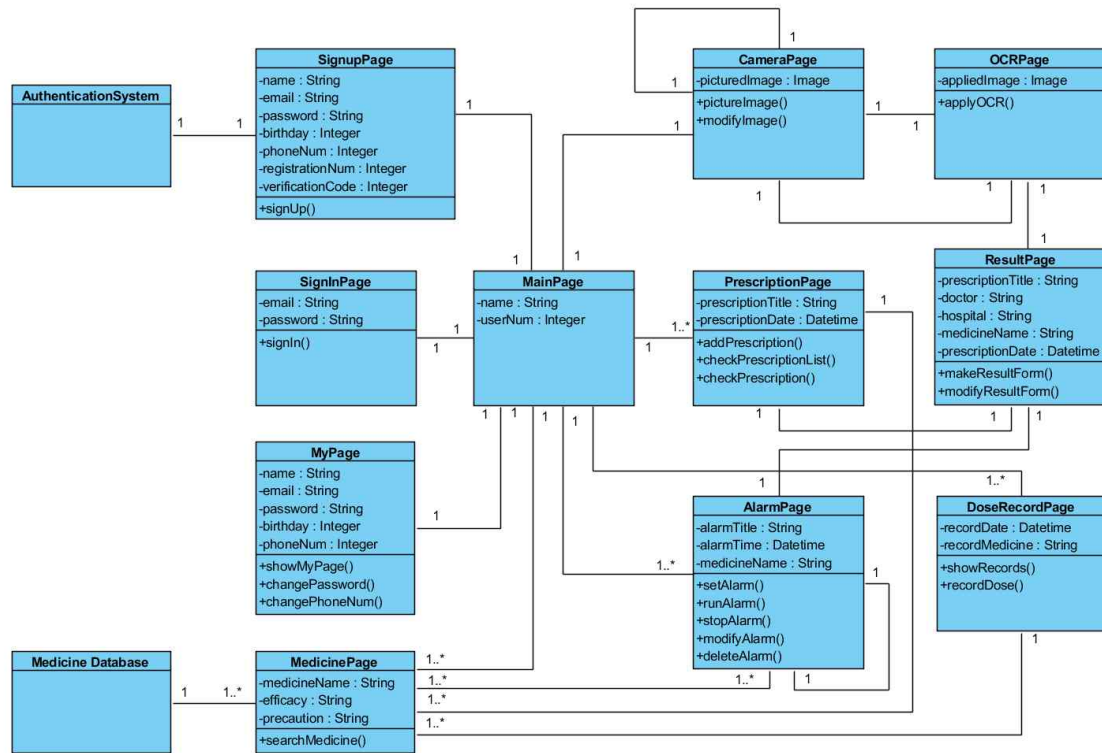 AuthenticationSystem
1
1
SignupPage
-name : String
-email : String
-password : String
-birthday : Integer
-phoneNum : Integer
-registrationNum : Integer
-verificationCode : Integer
+signUp()
1
1
CameraPage
-picturedImage : Image
+pictureImage()
+modifyImage()
1
1
1
1
1
1
1
1
OCRPage
-appliedImage : Image
+applyOCR()
1
1
SignInPage
-email : String
-password : String
+signIn()
1
1
MainPage
-name : String
-userNum : Integer
1
1..*
PrescriptionPage
-prescriptionTitle : String
-prescriptionDate : Datetime
+addPrescription()
+checkPrescriptionList()
+checkPrescription()
1
1
1
ResultPage
-prescriptionTitle : String
-doctor : String
-hospital : String
-medicineName : String
-prescriptionDate : Datetime
+makeResultForm()
+modifyResultForm()
1
1
1
1
1
1
1
MyPage
-name : String
-email : String
-password : String
-birthday : Integer
-phoneNum : Integer
+showMyPage()
+changePassword()
+changePhoneNum()
1
1
1..*
AlarmPage
-alarmTitle : String
-alarmTime : Datetime
-medicineName : String
+setAlarm()
+runAlarm()
+stopAlarm()
+modifyAlarm()
+deleteAlarm()
1..*
1
1..*
1
DoseRecordPage
-recordDate : Datetime
-recordMedicine : String
+showRecords()
+recordDose()
1
Medicine Database
1
1..*
MedicinePage
-medicineName : String
-efficacy : String
-precaution : String
+searchMedicine()
1..*
1..*
1..*
1..*